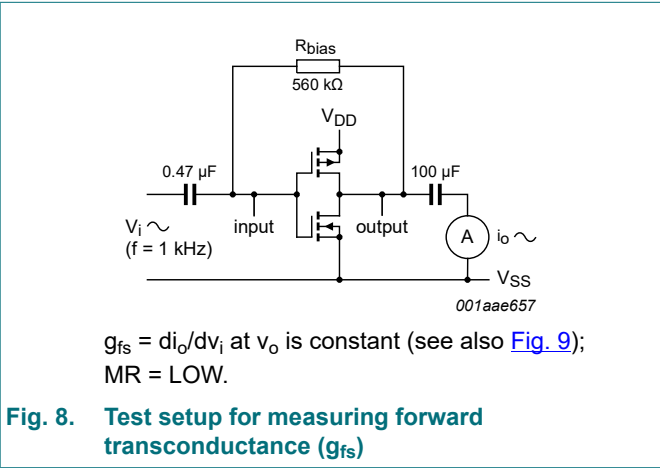 Rbias
560 kΩ
VDD
0.47 µF
100 µF
Vi
(f = 1 kHz)
input
output
A
io
VSS
001aae657
gfs = dio/dvi at vo is constant (see also Fig. 9);
MR = LOW.
Fig. 8. Test setup for measuring forward
transconductance (gfs)